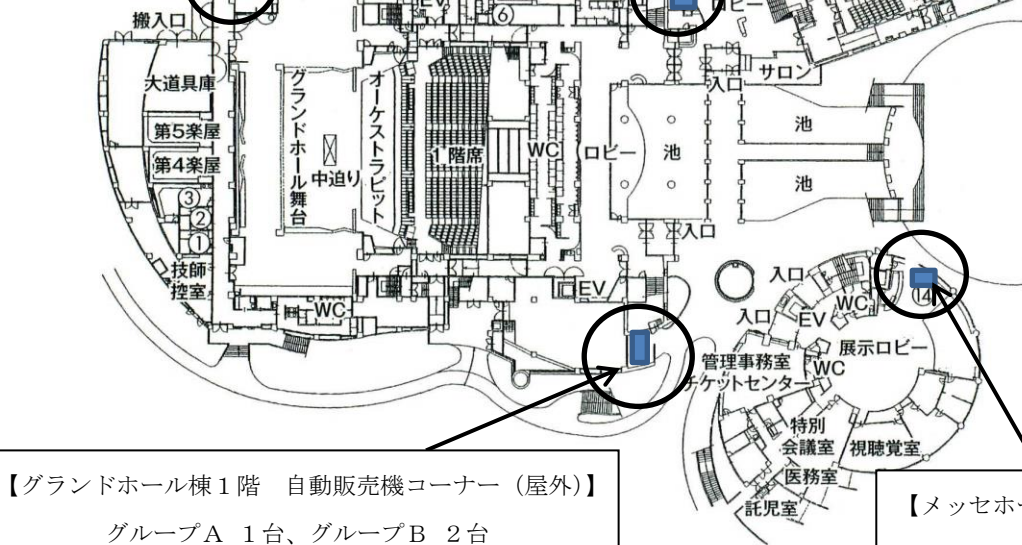 搬入口
EV
⑥
ロビー
大道具庫
サロン
入口
第5楽屋
第4楽屋
③
②
①
技師
控室
グランドホール舞台
中迫り
オーケストラピット
1階席
WC
ロビー
池
池
池
入口
WC
EV
入口
入口
EV
WC
⑭
展示ロビー
WC
管理事務室
チケットセンター
特別
会議室
視聴覚室
医務室
託児室
【グランドホール棟1階　自動販売機コーナー（屋外）】
グループA　1台、グループB　2台
【メッセホー